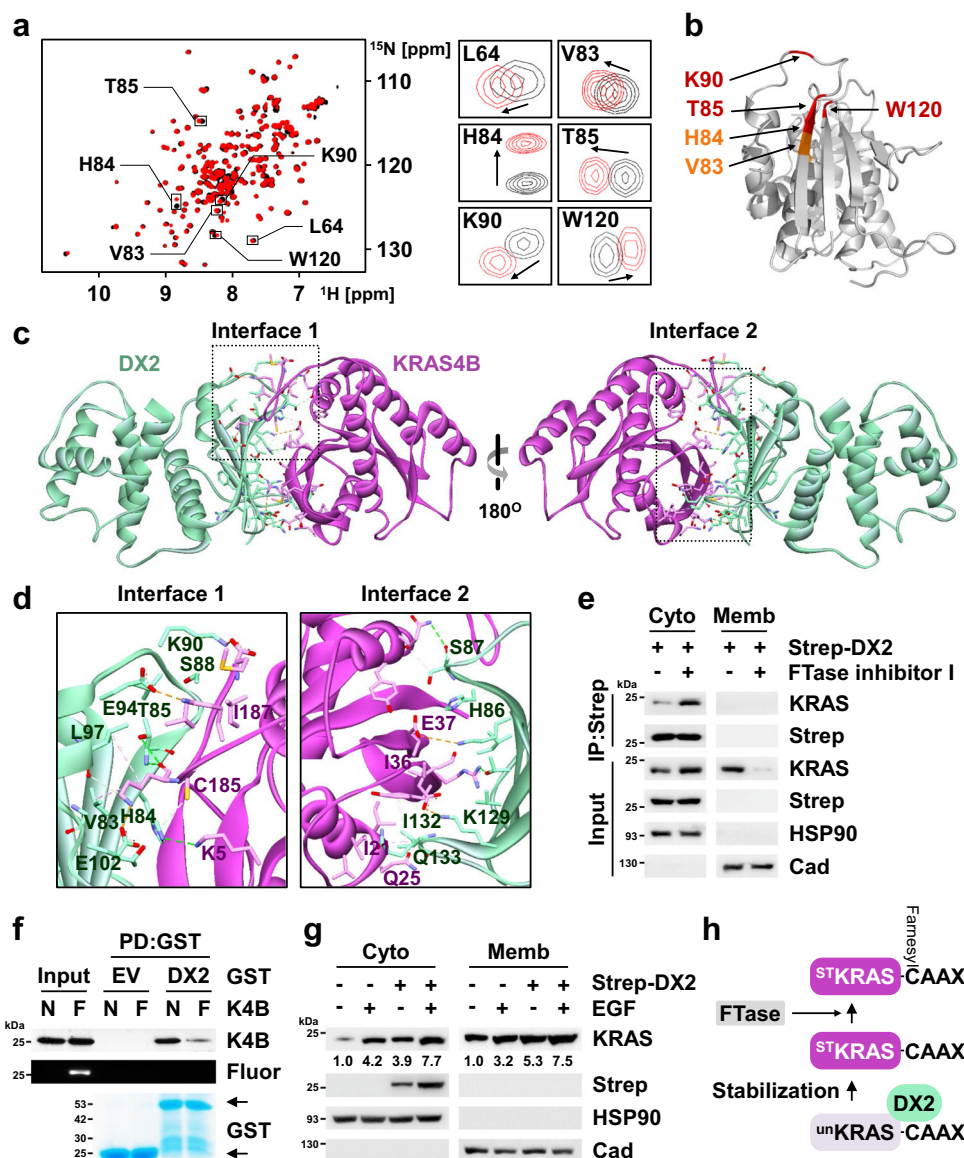 a
15N [ppm]
110
120
130
10 9 8 7
1H [ppm]
T85
H84
K90
V83
L64
W120
L64 V83
H84 T85
K90 W120
b
K90
T85
H84
V83
W120
c
Interface 1
Interface 2
DX2
KRAS4B
180O
d
Interface 1
Interface 2
K90
S88
E94
T85
L97
I187
C185
V83
H84
E102
K5
S87
H86
E37
I36
I132
K129
I21
Q133
Q25
e
Cyto Memb
+ + + + Strep-DX2
- + - + FTase inhibitor I
kDa
IP:Strep
25 KRAS
25 Strep
Input
25 KRAS
25 Strep
93 HSP90
130 Cad
f
PD:GST
Input EV DX2 GST
N F N F N F K4B
kDa
25 K4B
25 Fluor
53
42
30
25
GST
g
Cyto Memb
- - + + - - + + Strep-DX2
- + - + - + - + EGF
kDa
25 KRAS
1.0 4.2 3.9 7.7 1.0 3.2 5.3 7.5
25 Strep
93 HSP90
130 Cad
h
Farnesyl
STKRAS CAAX
FTase
STKRAS CAAX
Stabilization
DX2
unKRAS CAAX